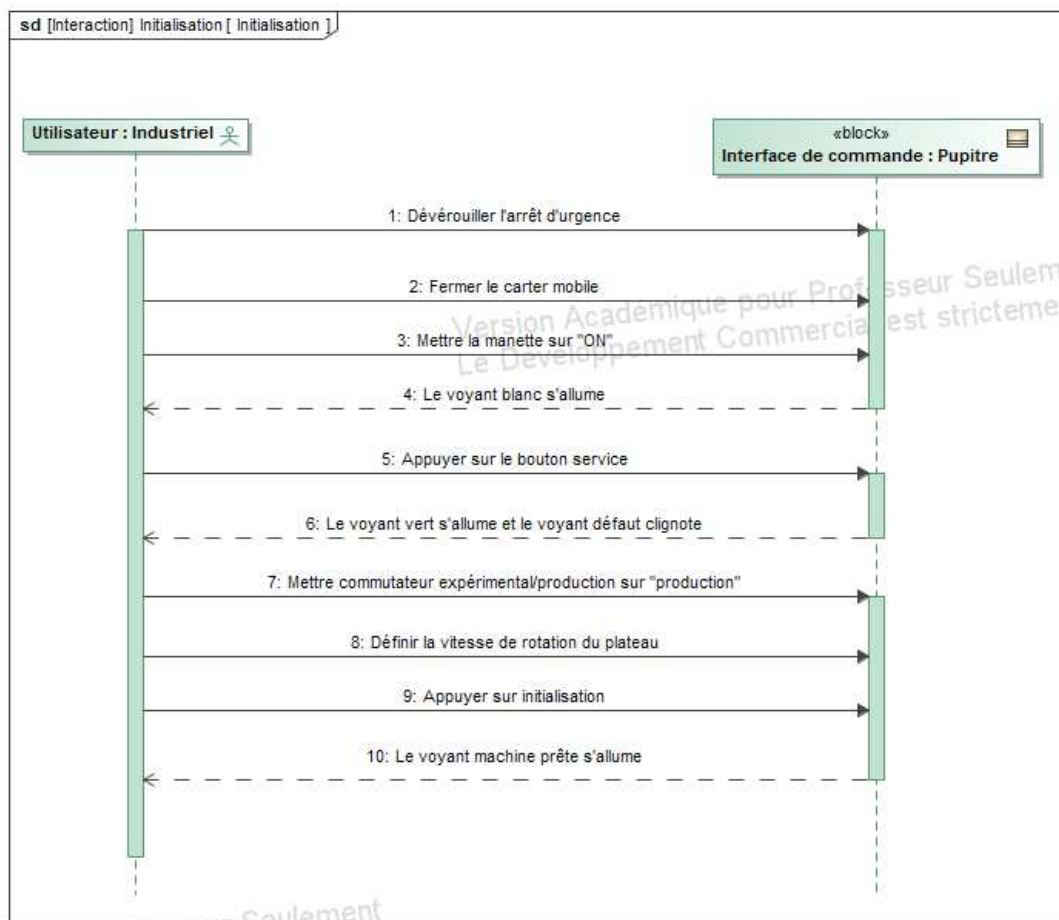 sd [Interaction] Initialisation [ Initialisation ]
Utilisateur : Industriel
«block»
Interface de commande : Pupitre
1: Dévérouiller l'arrêt d'urgence
2: Fermer le carter mobile
Version Académique pour Professeur Seulem
3: Mettre la manette sur "ON"
Le Développement Commercial est stricteme
4: Le voyant blanc s'allume
5: Appuyer sur le bouton service
6: Le voyant vert s'allume et le voyant défaut clignote
7: Mettre commutateur expérimental/production sur "production"
8: Définir la vitesse de rotation du plateau
9: Appuyer sur initialisation
10: Le voyant machine prête s'allume
Seulement